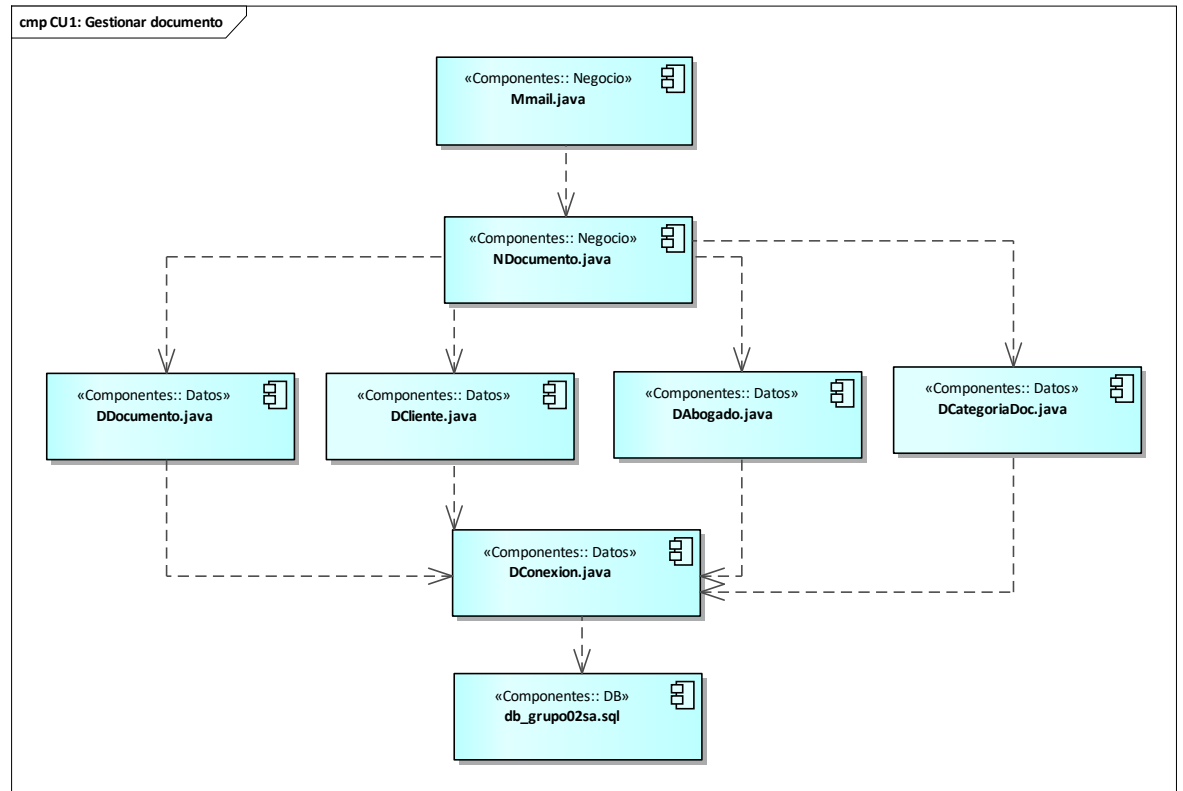 cmp CU1: Gestionar documento
«Componentes:: Negocio»
Mmail.java
«Componentes:: Negocio»
NDocumento.java
«Componentes:: Datos»
DDocumento.java
«Componentes:: Datos»
DCliente.java
«Componentes:: Datos»
DAbogado.java
«Componentes:: Datos»
DCategoriaDoc.java
«Componentes:: Datos»
DConexion.java
«Componentes:: DB»
db_grupo02sa.sql